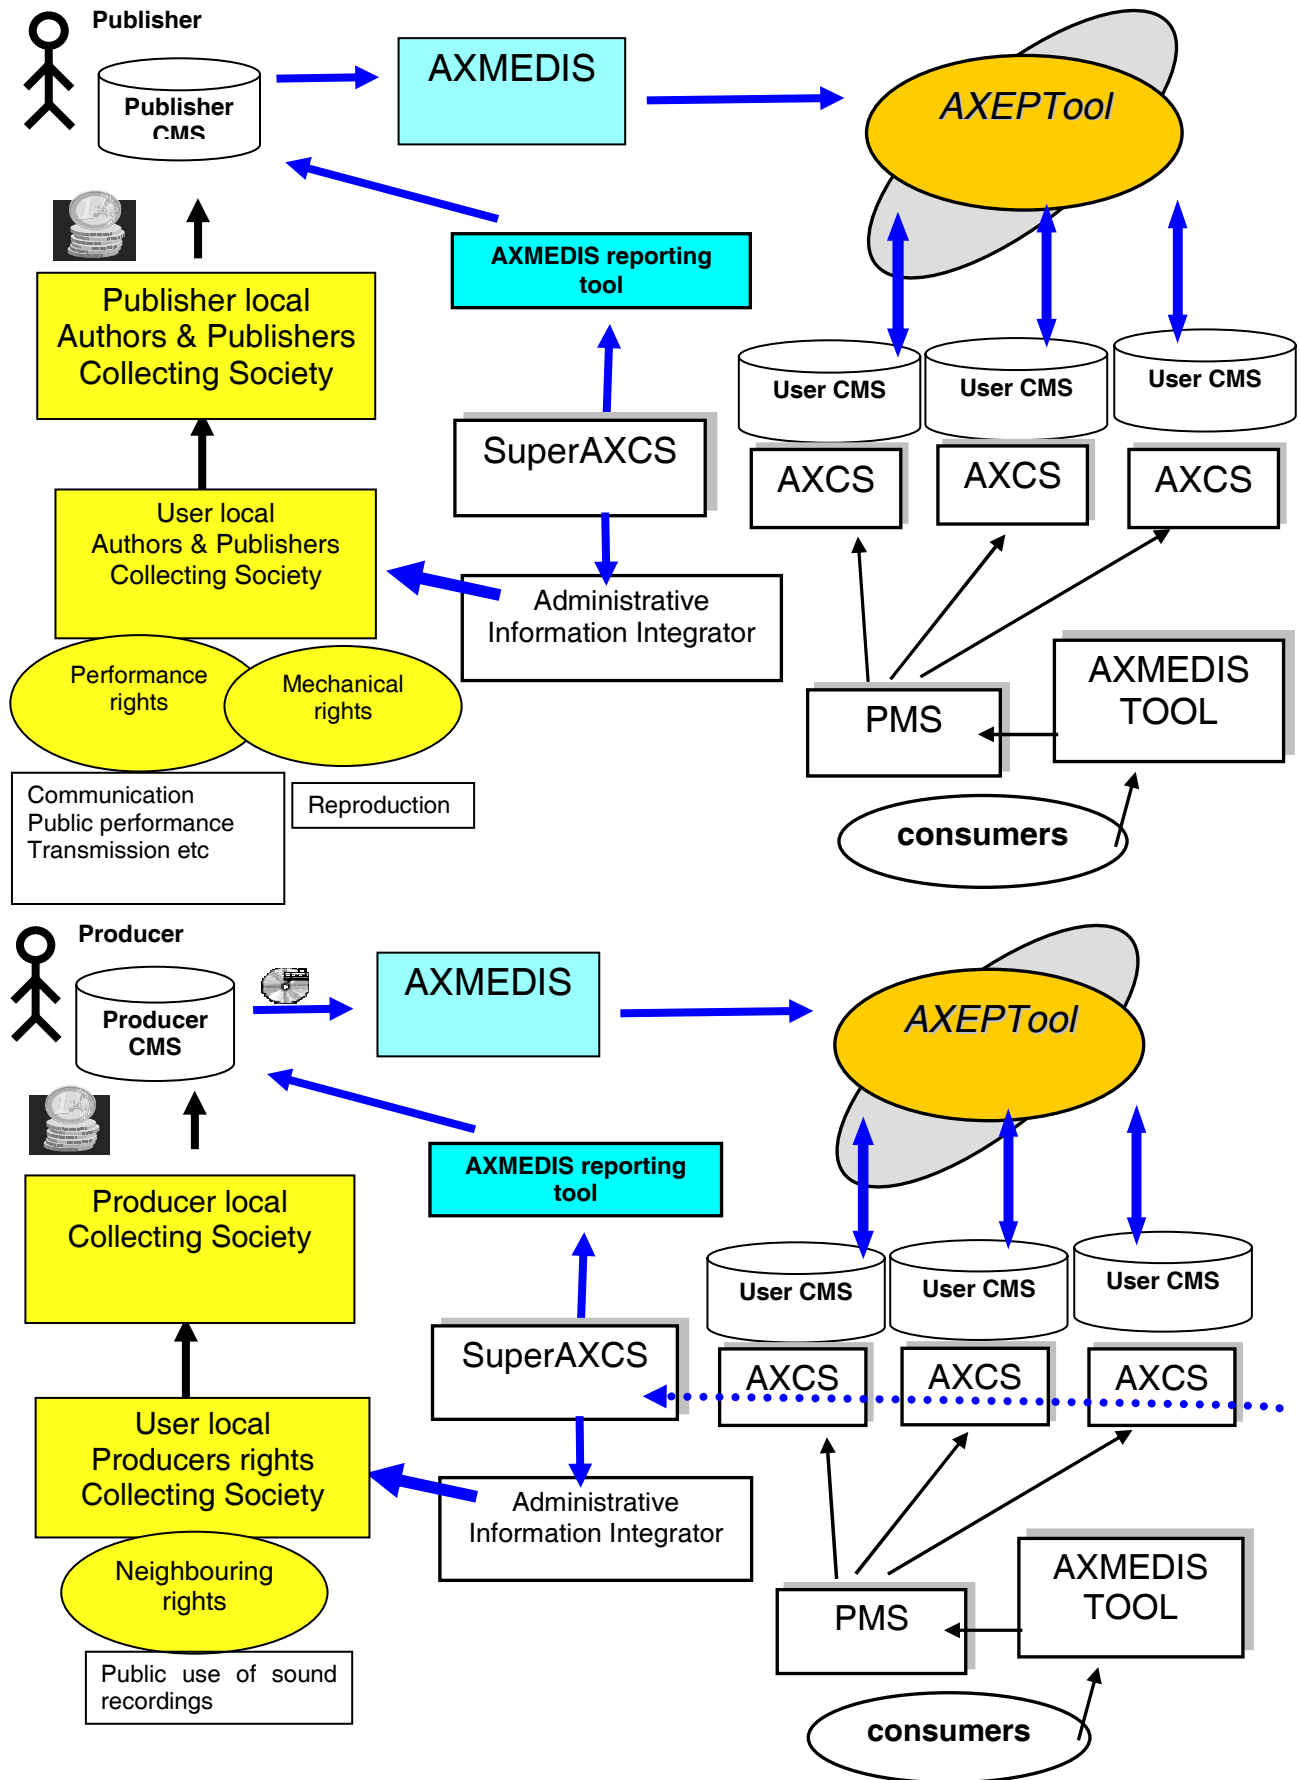 Publisher
Publisher
CMS
AXMEDIS
AXEPTool
AXMEDIS reporting
tool
Publisher local
Authors & Publishers
Collecting Society
User CMS
User CMS
User CMS
SuperAXCS
AXCS
AXCS
AXCS
User local
Authors & Publishers
Collecting Society
Administrative
Information Integrator
Performance
rights
Mechanical
rights
AXMEDIS
TOOL
PMS
Communication
Public performance
Transmission etc
Reproduction
consumers
Producer
Producer
CMS
AXMEDIS
AXEPTool
AXMEDIS reporting
tool
Producer local
Collecting Society
User CMS
User CMS
User CMS
SuperAXCS
AXCS
AXCS
AXCS
User local
Producers rights
Collecting Society
Administrative
Information Integrator
Neighbouring
rights
AXMEDIS
TOOL
PMS
Public use of sound
recordings
consumers